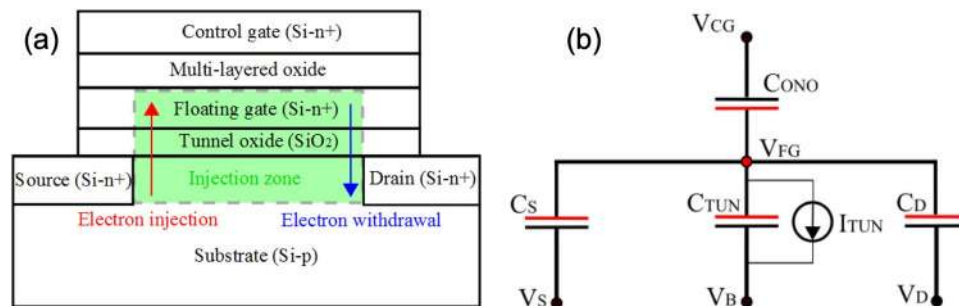 (a)
Control gate (Si-n+)
Multi-layered oxide
Floating gate (Si-n+)
Tunnel oxide (SiO2)
Source (Si-n+)
Injection zone
Drain (Si-n+)
Electron injection
Electron withdrawal
Substrate (Si-p)
(b)
VCG
CONO
VFG
CS
CTUN
ITUN
CD
VS
VB
VD